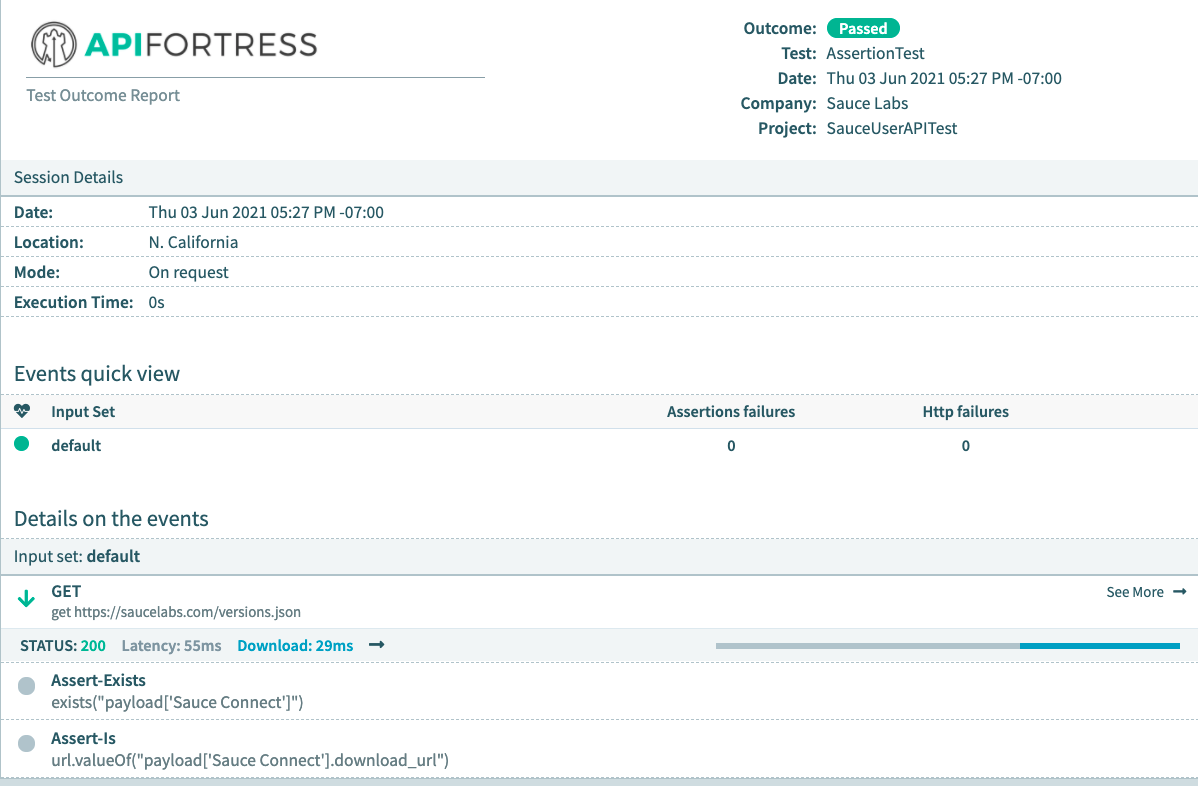 APIFORTRESS
Test Outcome Report
Outcome: Passed
Test: AssertionTest
Date: Thu 03 Jun 2021 05:27 PM -07:00
Company: Sauce Labs
Project: SauceUserAPITest
Session Details
Date: Thu 03 Jun 2021 05:27 PM -07:00
Location: N. California
Mode: On request
Execution Time: 0s
Events quick view
Input Set Assertions failures Http failures
default 0 0
Details on the events
Input set: default
GET See More →
get https://saucelabs.com/versions.json
STATUS: 200 Latency: 55ms Download: 29ms →
Assert-Exists
exists("payload['Sauce Connect']")
Assert-Is
url.valueOf("payload['Sauce Connect'].download_url")